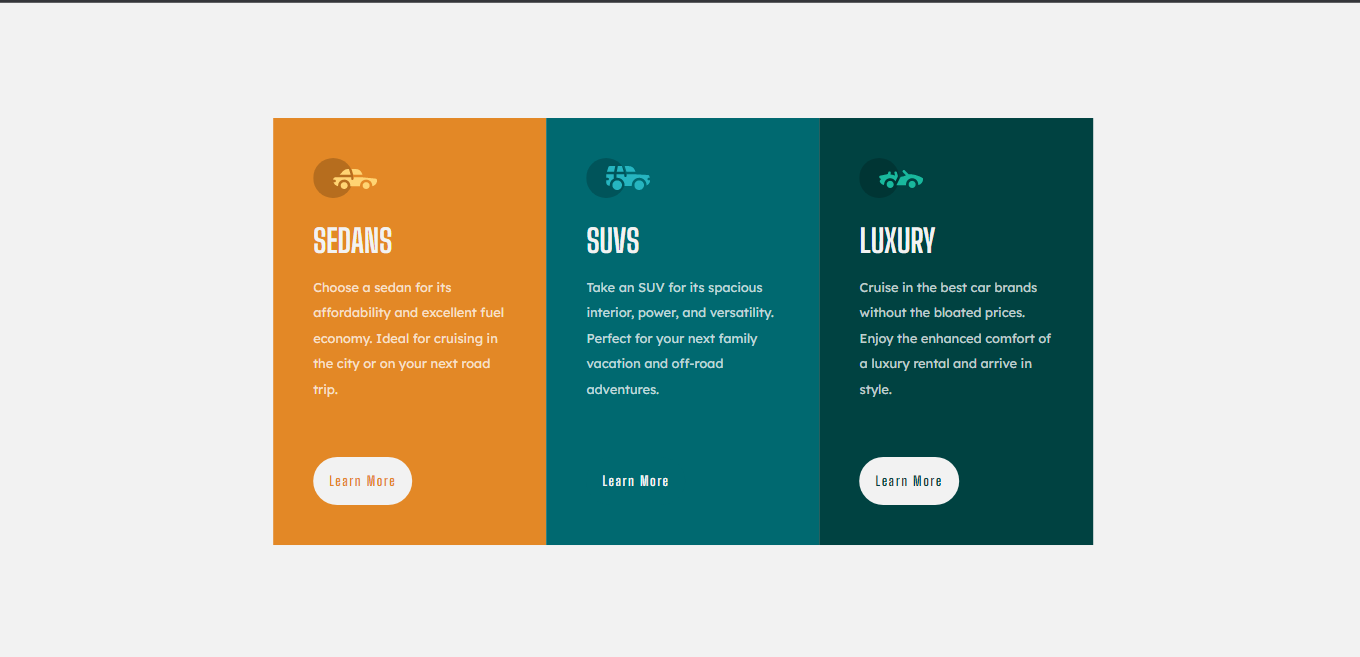 SEDANS
Choose a sedan for its
affordability and excellent fuel
economy. Ideal for cruising in
the city or on your next road
trip.
Learn More
SUVS
Take an SUV for its spacious
interior, power, and versatility.
Perfect for your next family
vacation and off-road
adventures.
Learn More
LUXURY
Cruise in the best car brands
without the bloated prices.
Enjoy the enhanced comfort of
a luxury rental and arrive in
style.
Learn More